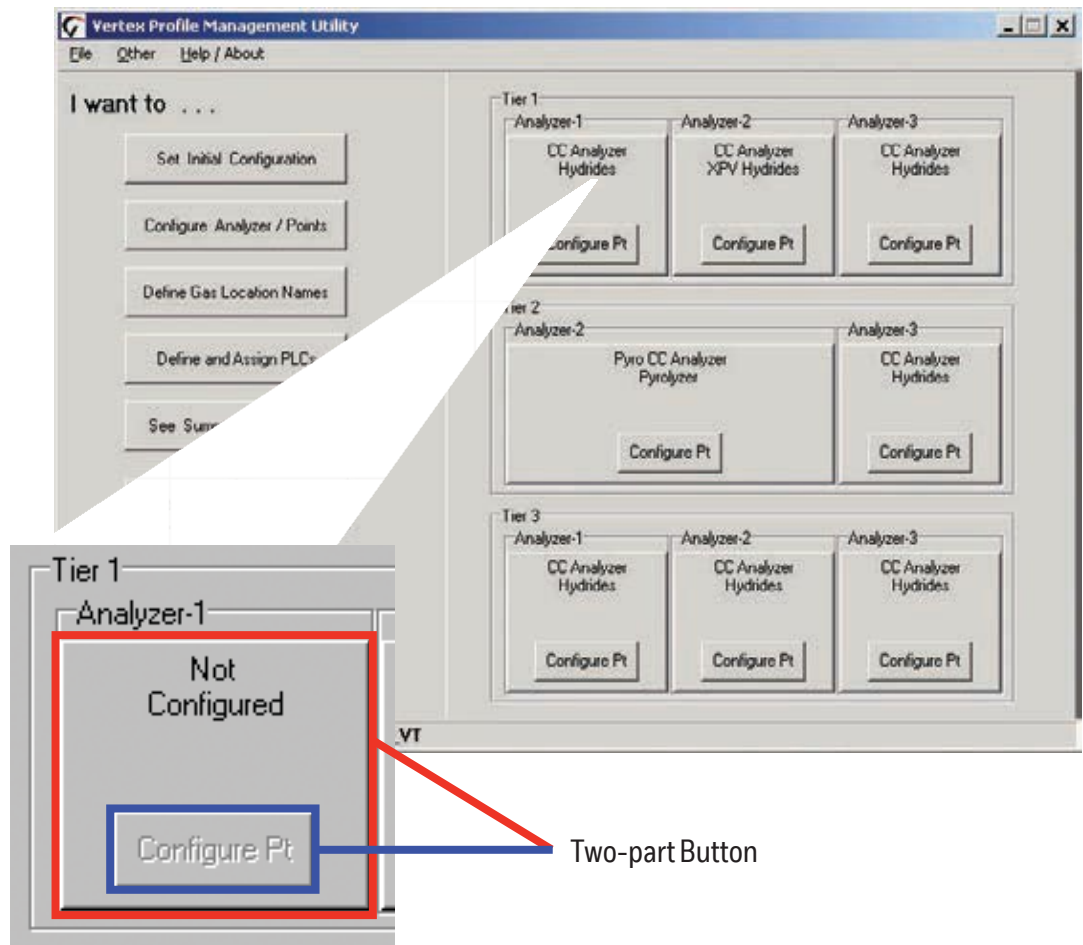 Vertex Profile Management Utility
File Other Help / About
I want to ...
Set Initial Configuration
Configure Analyzer / Points
Define Gas Location Names
Define and Assign PLCs
See
Tier 1
Analyzer-1 Analyzer-2 Analyzer-3
CC Analyzer
Hydrides
CC Analyzer
XPV Hydrides
CC Analyzer
Hydrides
Configure Pt Configure Pt Configure Pt
Tier 2
Analyzer-2 Analyzer-3
Pyro CC Analyzer
Pyrolyzer
CC Analyzer
Hydrides
Configure Pt Configure Pt
Tier 3
Analyzer-1 Analyzer-2 Analyzer-3
CC Analyzer
Hydrides
CC Analyzer
Hydrides
CC Analyzer
Hydrides
Configure Pt Configure Pt Configure Pt
_VT
Tier 1
Analyzer-1
Not
Configured
Configure Pt
Two-part Button